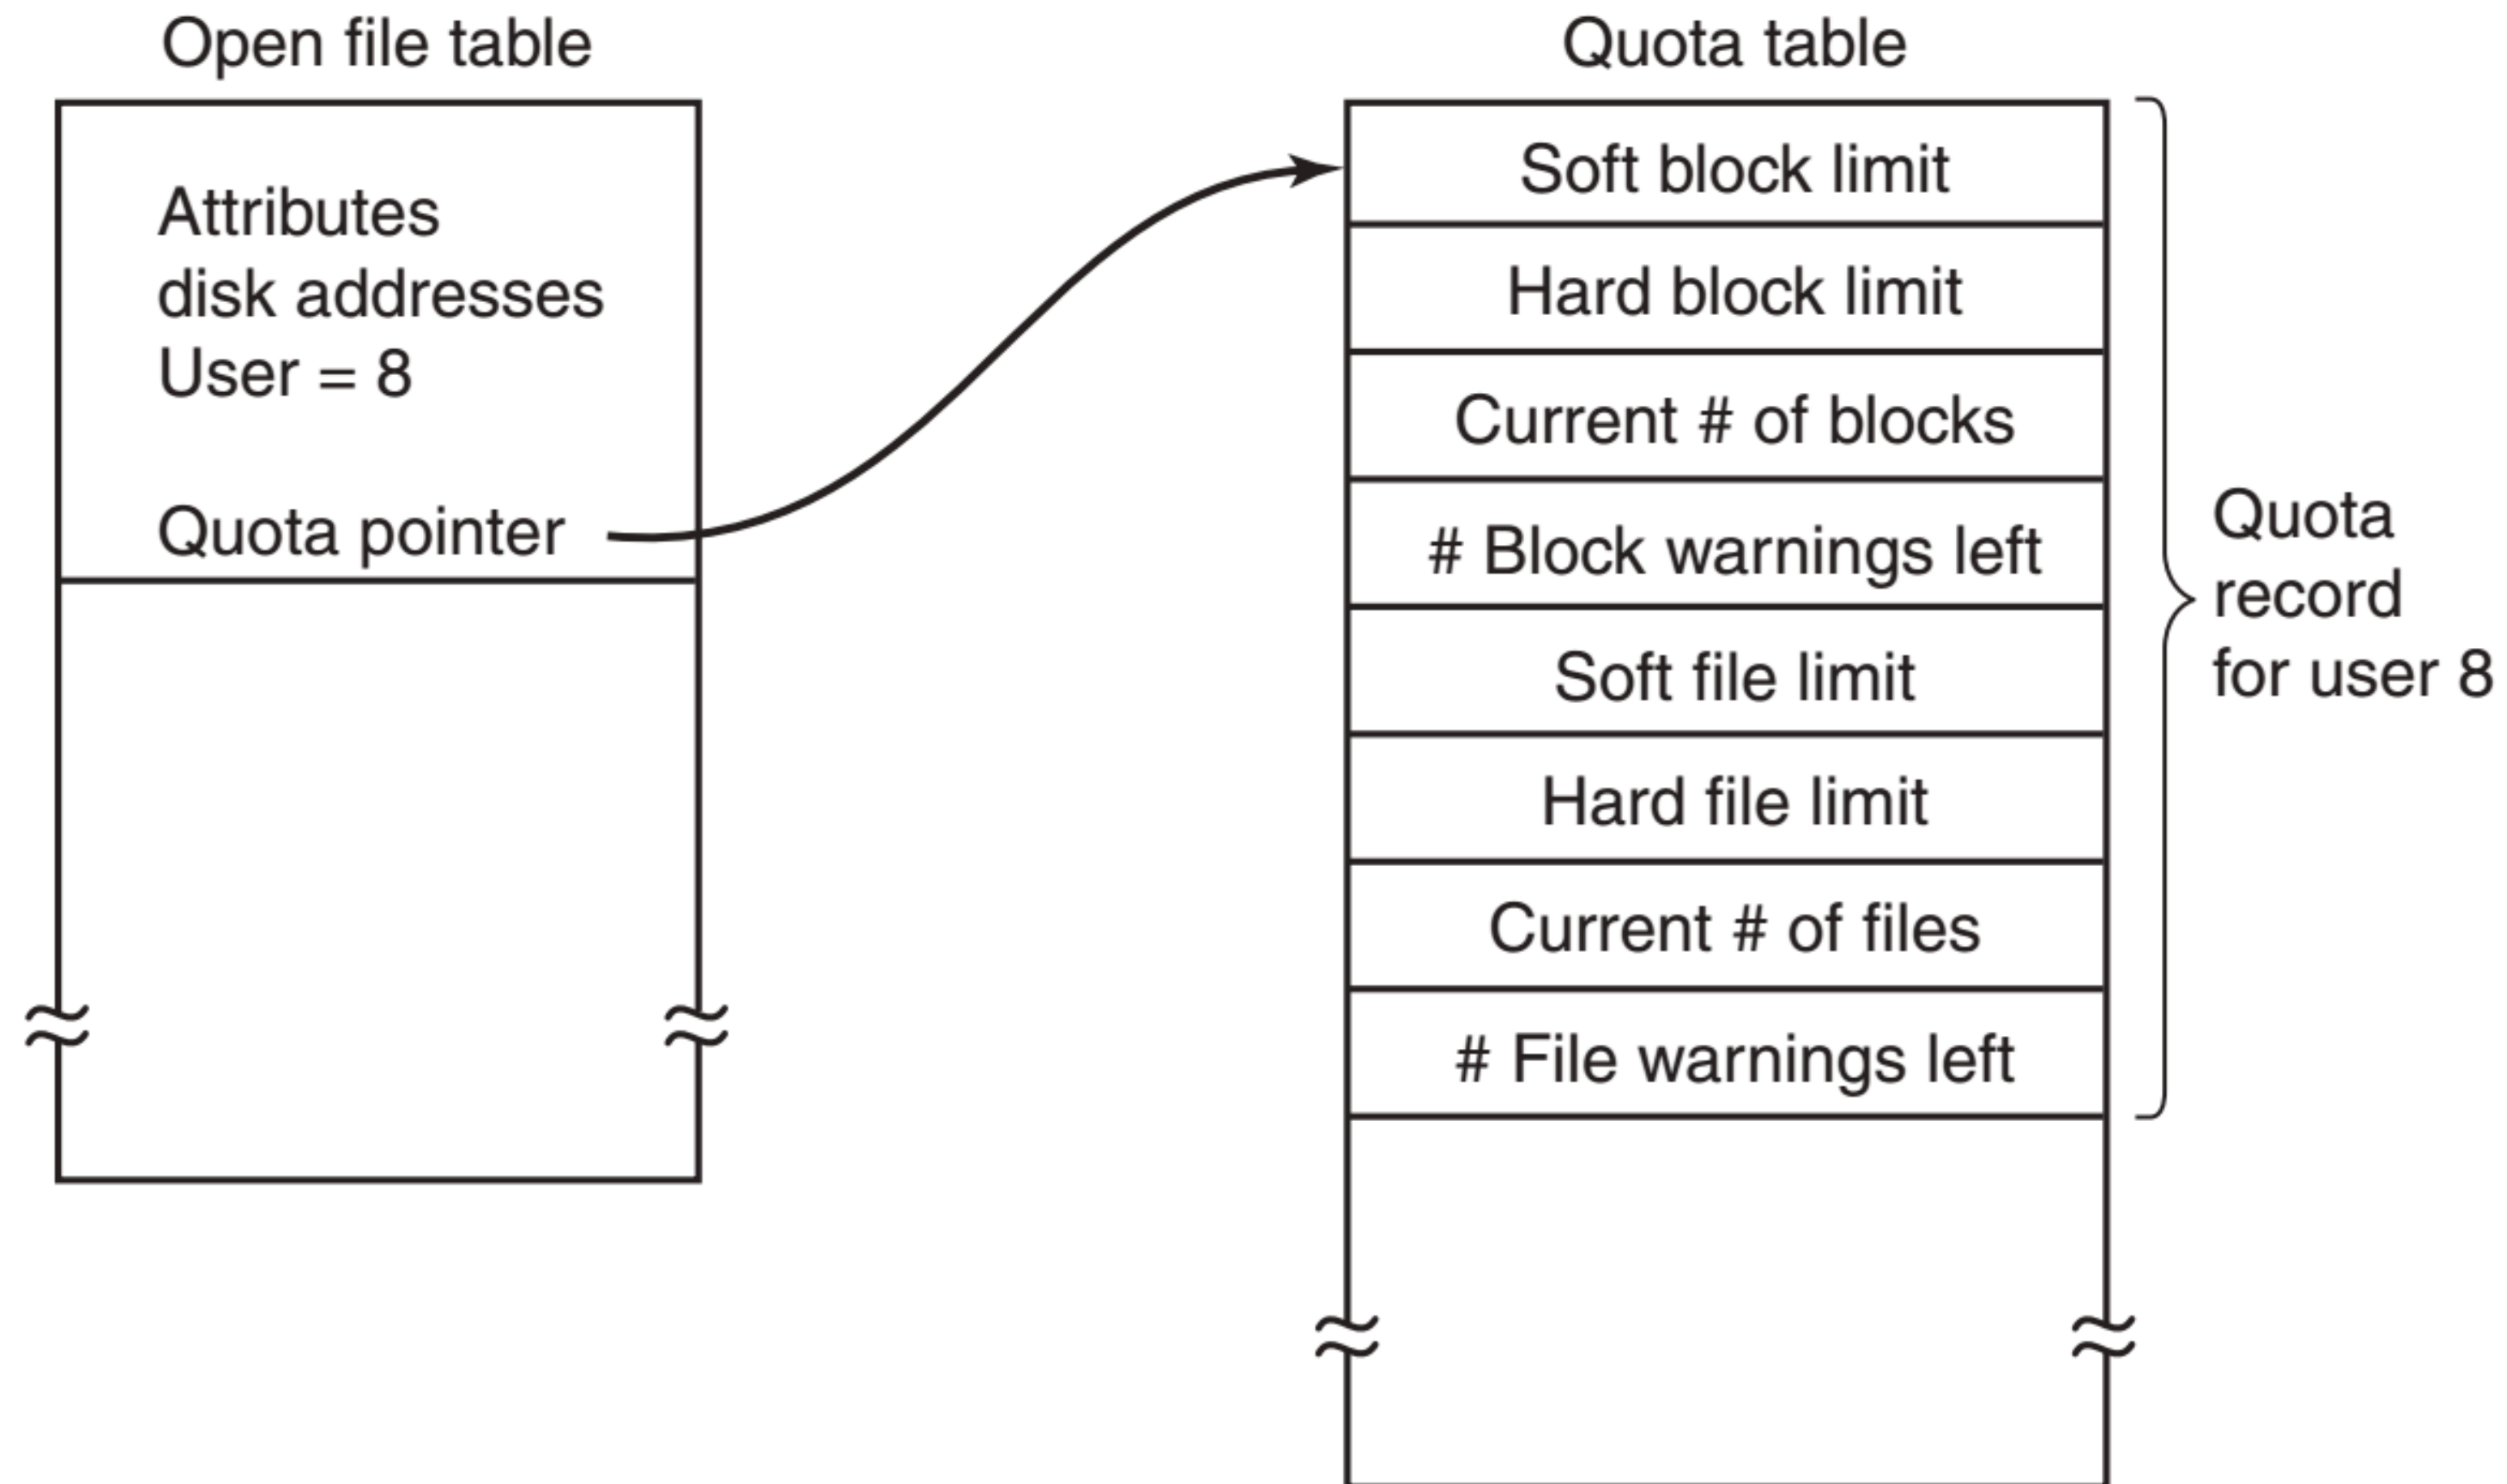 Open file table
Attributes
disk addresses
User = 8
Quota pointer
Quota table
Soft block limit
Hard block limit
Current # of blocks
# Block warnings left
Soft file limit
Hard file limit
Current # of files
# File warnings left
Quota
record
for user 8